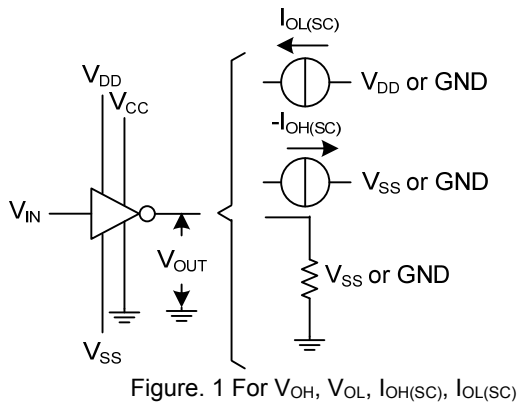 I_OL(SC)
V_DD
V_DD or GND
V_CC
-I_OH(SC)
V_SS or GND
V_IN
V_OUT
V_SS or GND
V_SS
Figure. 1 For V_OH, V_OL, I_OH(SC), I_OL(SC)